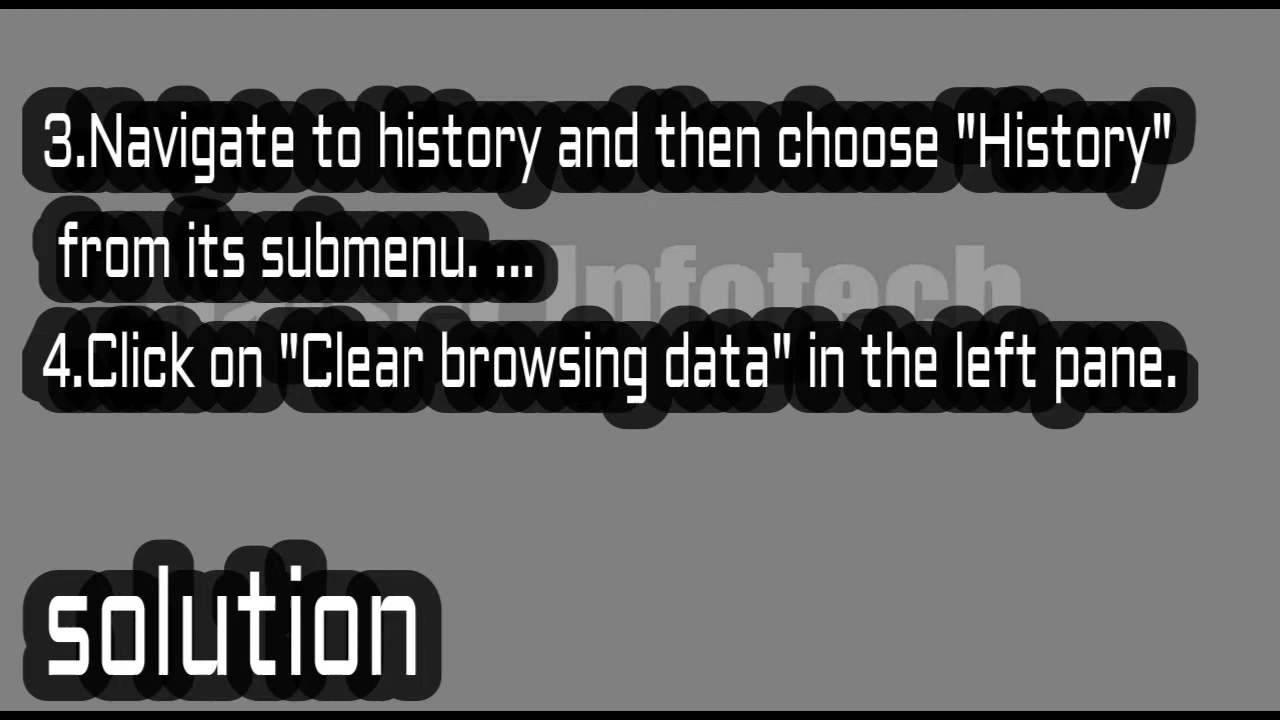 3.Navigate to history and then choose "History"
from its submenu. ...
Infotech
4.Click on "Clear browsing data" in the left pane.
solution